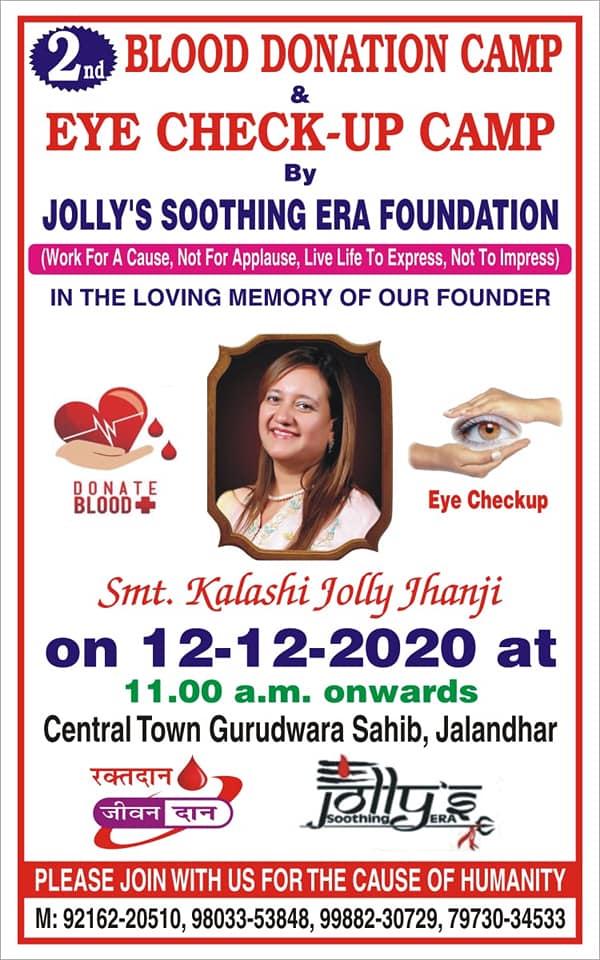 2nd BLOOD DONATION CAMP
&
EYE CHECK-UP CAMP
By
JOLLY'S SOOTHING ERA FOUNDATION
(Work For A Cause, Not For Applause, Live Life To Express, Not To Impress)
IN THE LOVING MEMORY OF OUR FOUNDER
DONATE
BLOOD
Eye Checkup
Smt. Kalashi Jolly Jhanji
on 12-12-2020 at
11.00 a.m. onwards
Central Town Gurudwara Sahib, Jalandhar
रक्तदान
जीवन दान
Jolly's
Soothing ERA
PLEASE JOIN WITH US FOR THE CAUSE OF HUMANITY
M: 92162-20510, 98033-53848, 99882-30729, 79730-34533